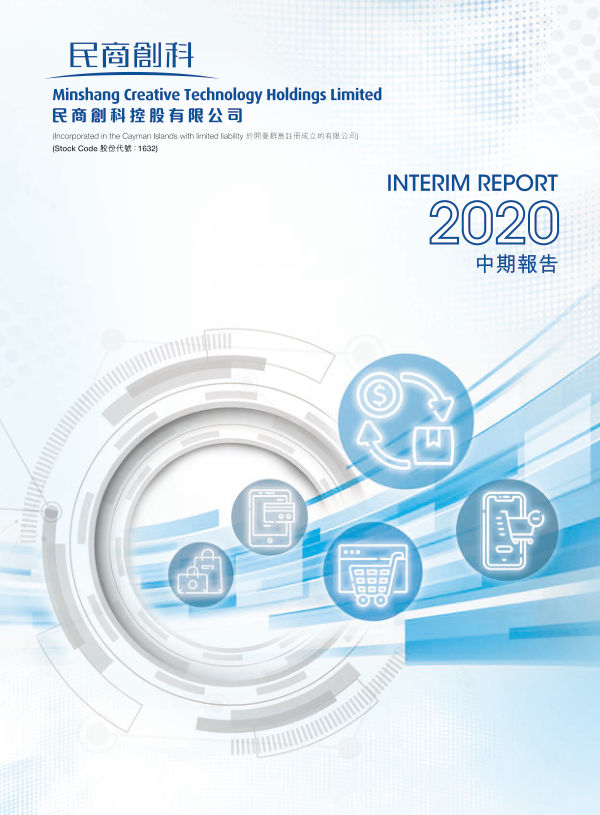 民商創科
Minshang Creative Technology Holdings Limited
民商創科控股有限公司
(Incorporated in the Cayman Islands with limited liability 於開曼群島註冊成立的有限公司)
(Stock Code 股份代號 : 1632)
INTERIM REPORT
2020
中期報告
$